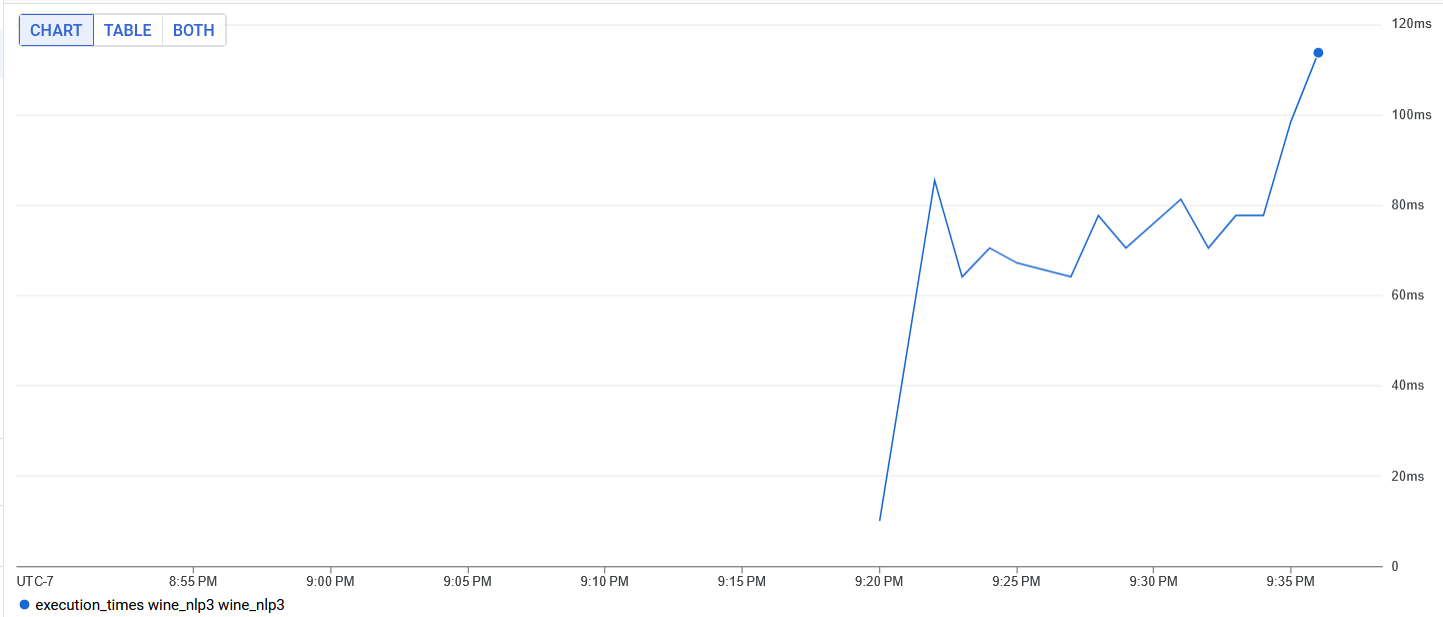 CHART TABLE BOTH
120ms
100ms
80ms
60ms
40ms
20ms
0
UTC-7 8:55 PM 9:00 PM 9:05 PM 9:10 PM 9:15 PM 9:20 PM 9:25 PM 9:30 PM 9:35 PM
execution_times wine_nlp3 wine_nlp3